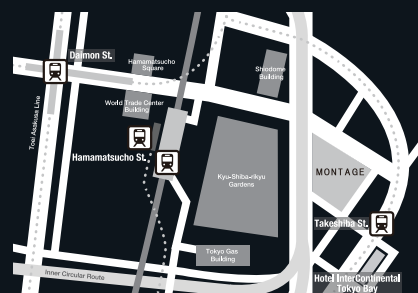 Daimon St.
Hamamatsucho
Square
Shiodome
Building
World Trade Center
Building
Toei Asakusa Line
Hamamatsucho St.
Kyu-Shiba-rikyu
Gardens
MONTAGE
Takeshiba St.
Tokyo Gas
Building
Inner Circular Route
Hotel InterContinental
Tokyo Bay